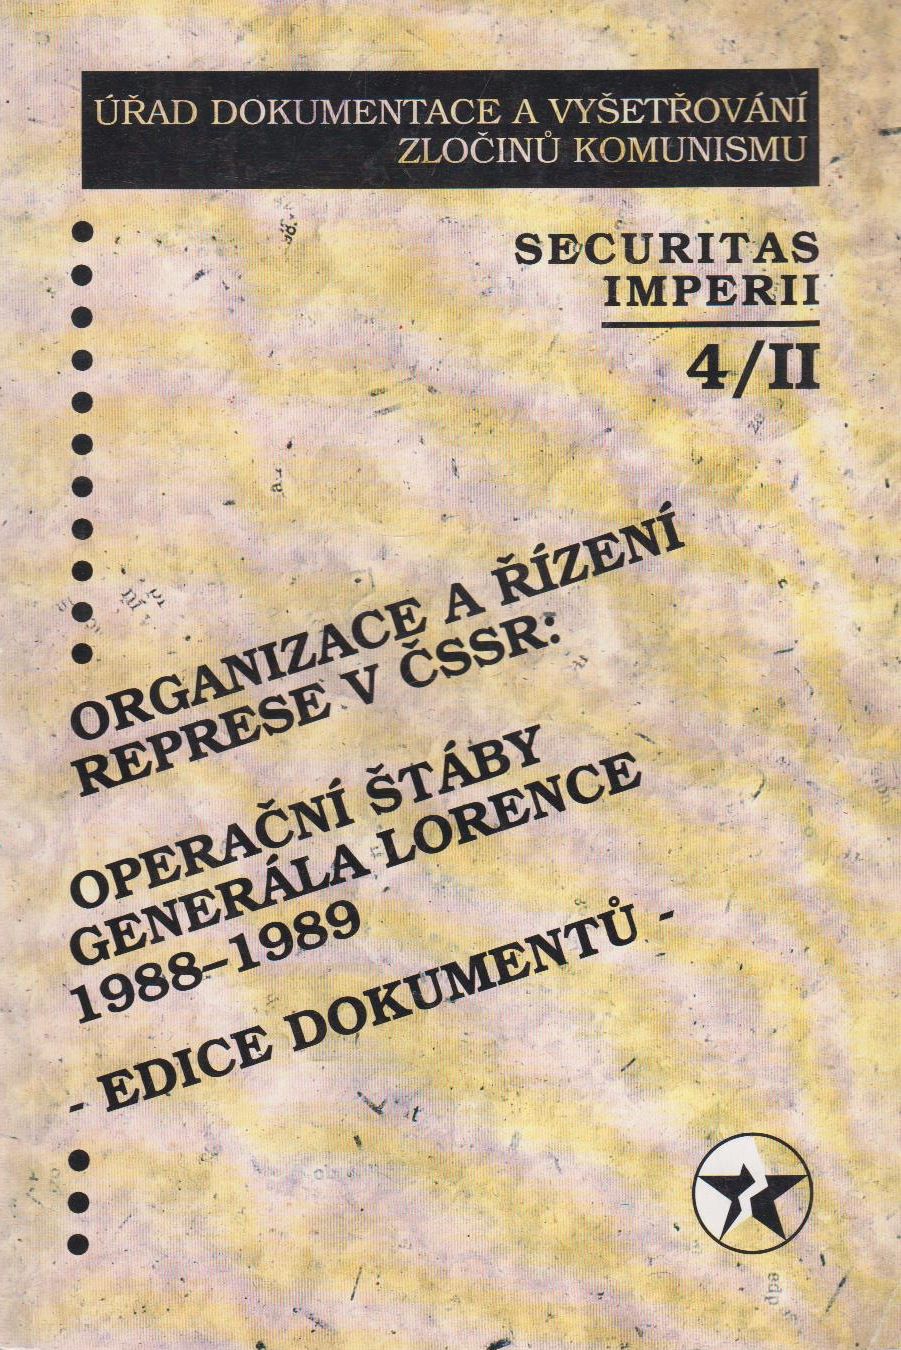 ÚŘAD DOKUMENTACE A VYŠETŘOVÁNÍ
ZLOČINŮ KOMUNISMU
SECURITAS
IMPERII
4/II
ORGANIZACE A ŘÍZENÍ
REPRESE V ČSSR:
OPERAČNÍ ŠTÁBY
GENERÁLA LORENCE
1988–1989
- EDICE DOKUMENTŮ -